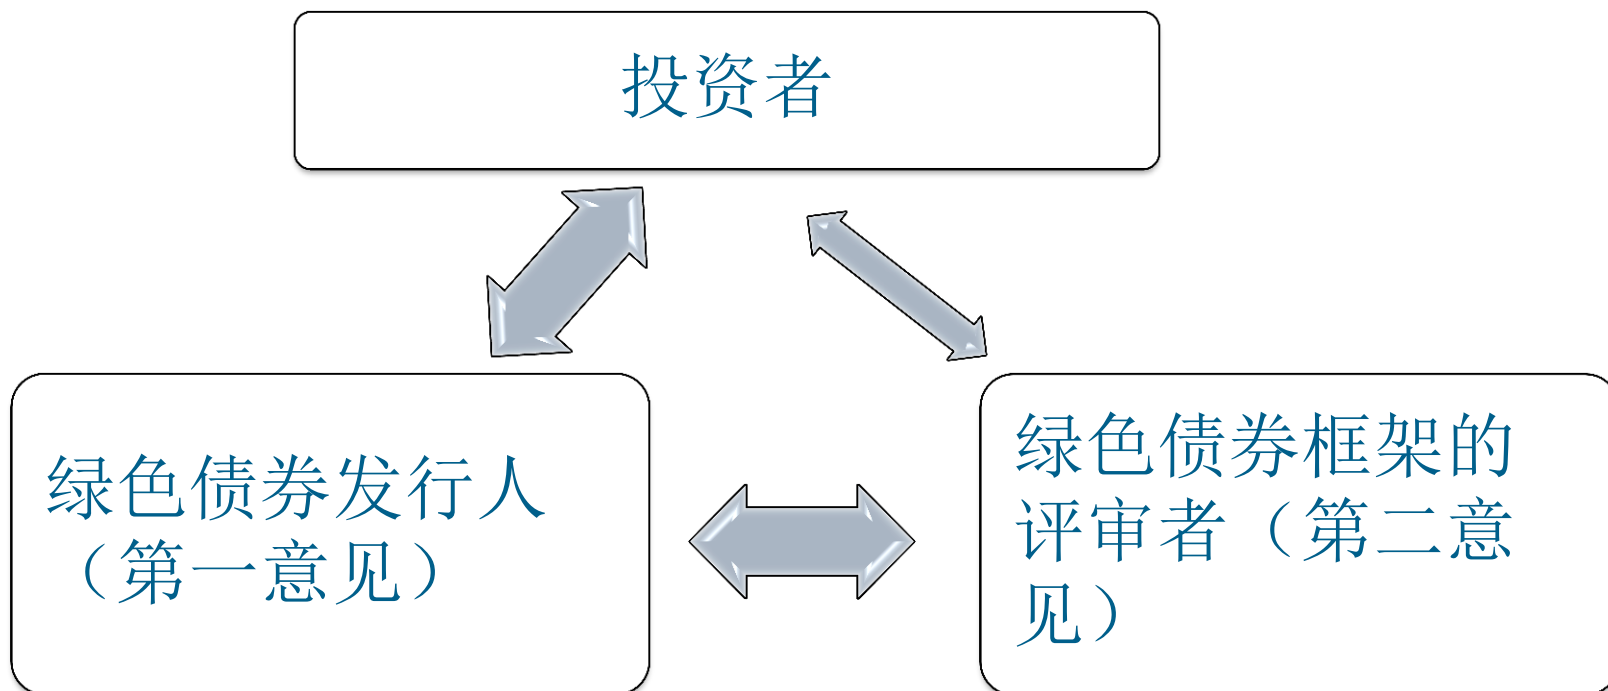 投资者
绿色债券发行人
（第一意见）
绿色债券框架的
评审者（第二意
见）